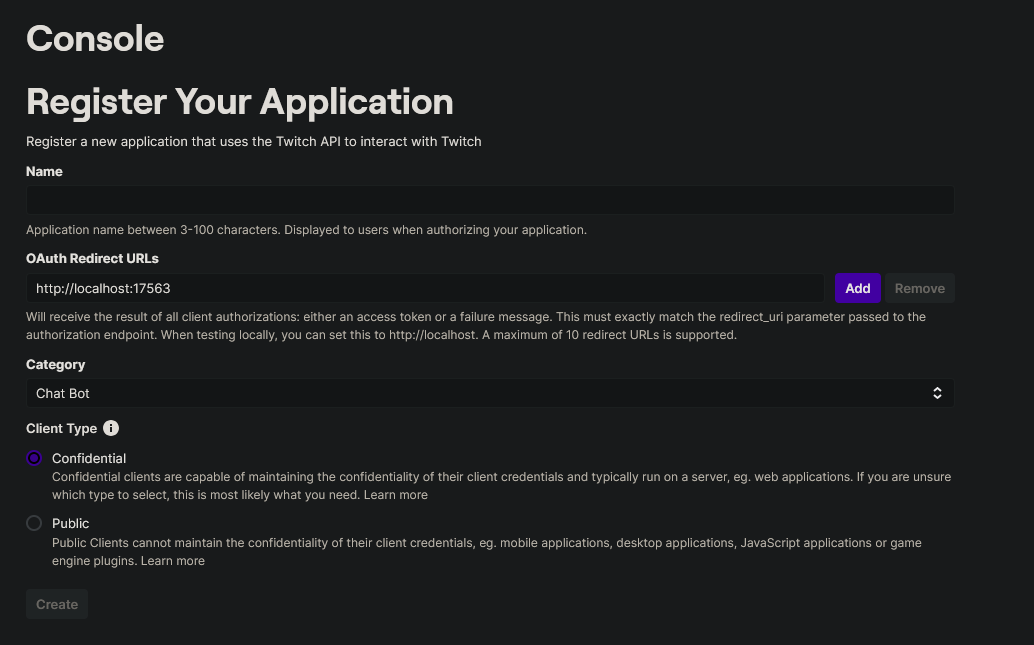 Console
Register Your Application
Register a new application that uses the Twitch API to interact with Twitch
Name
Application name between 3-100 characters. Displayed to users when authorizing your application.
OAuth Redirect URLs
http://localhost:17563
Add
Remove
Will receive the result of all client authorizations: either an access token or a failure message. This must exactly match the redirect_uri parameter passed to the
authorization endpoint. When testing locally, you can set this to http://localhost. A maximum of 10 redirect URLs is supported.
Category
Chat Bot
Client Type
Confidential
Confidential clients are capable of maintaining the confidentiality of their client credentials and typically run on a server, eg. web applications. If you are unsure
which type to select, this is most likely what you need. Learn more
Public
Public Clients cannot maintain the confidentiality of their client credentials, eg. mobile applications, desktop applications, JavaScript applications or game
engine plugins. Learn more
Create